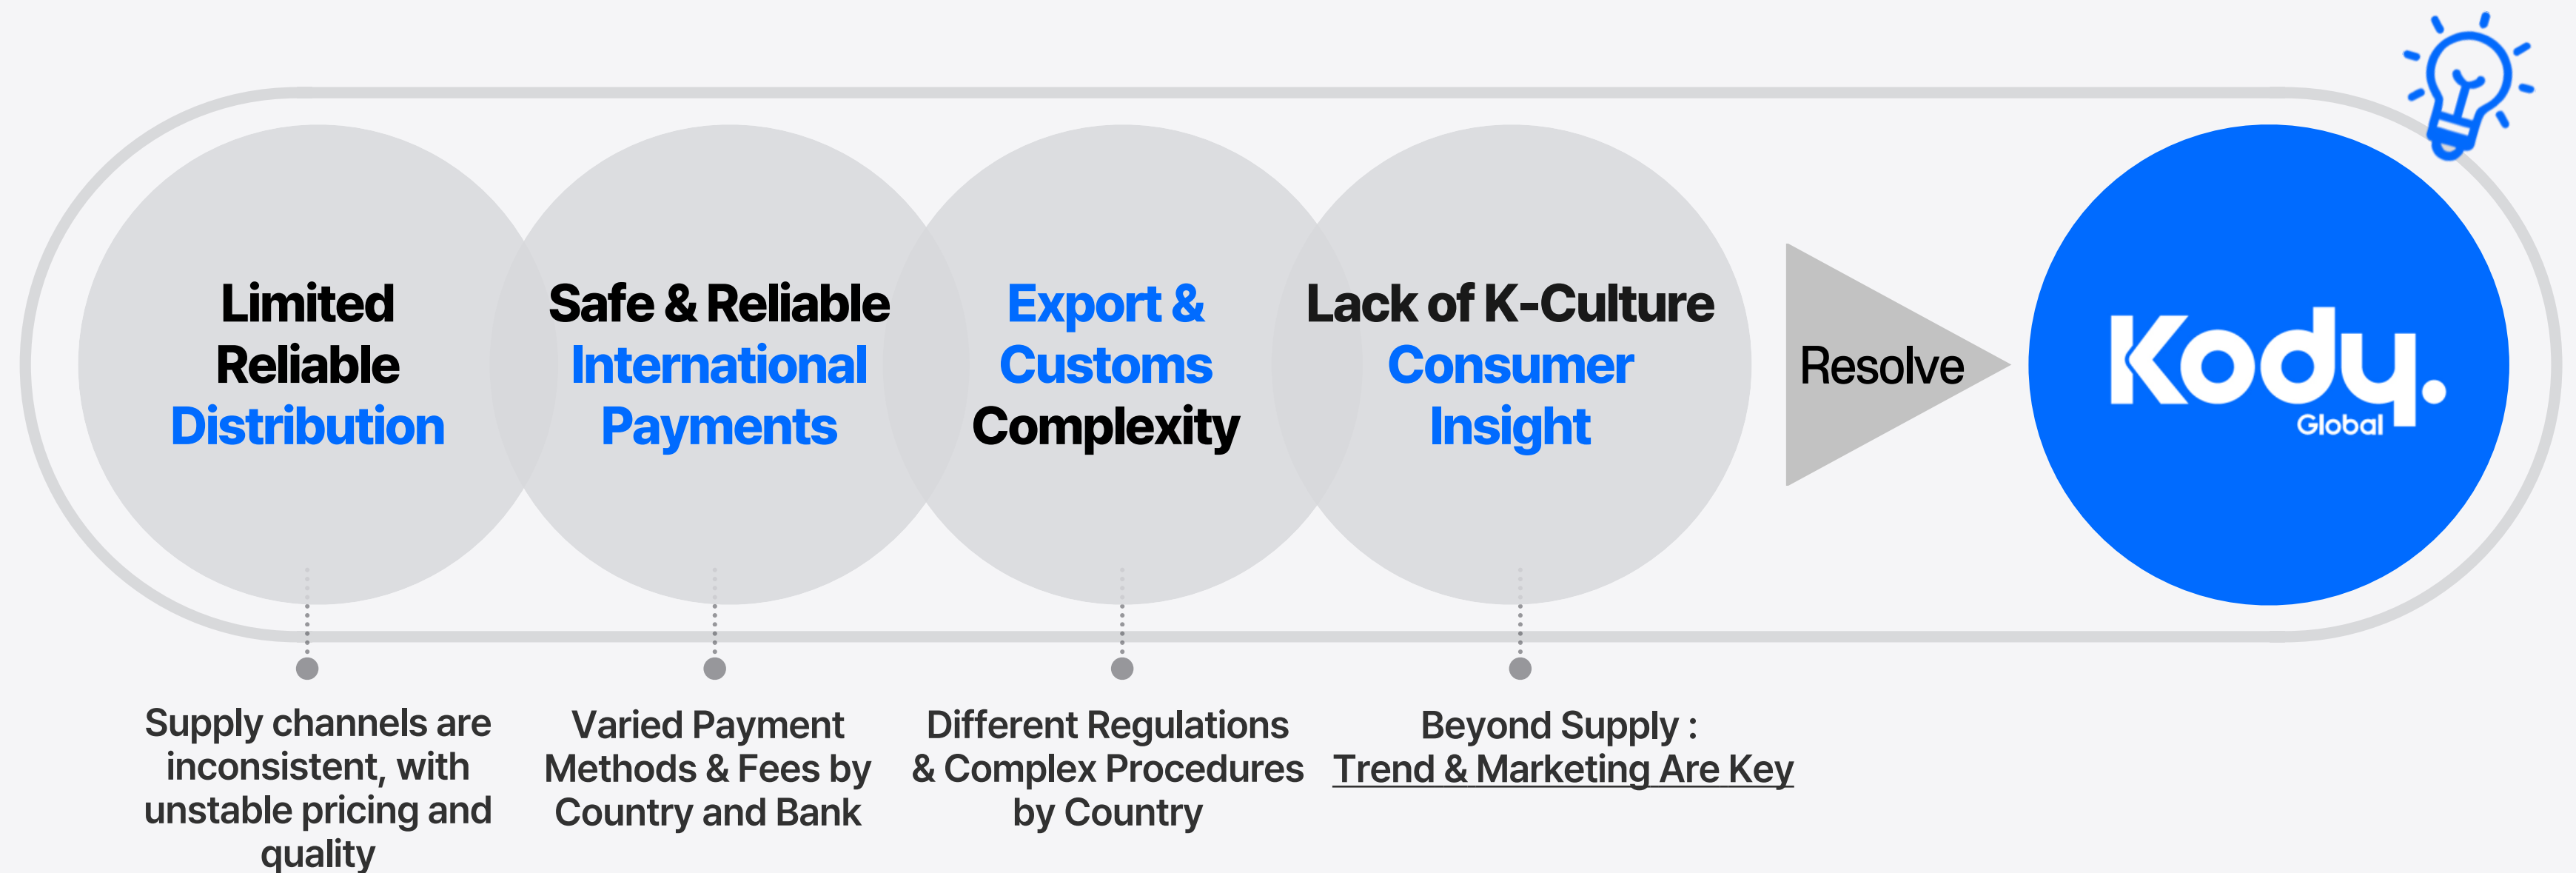 Limited
Reliable
Distribution
Safe & Reliable
International
Payments
Export &
Customs
Complexity
Lack of K-Culture
Consumer
Insight
Resolve
Kody.
Global
Supply channels are
inconsistent, with
unstable pricing and
quality
Varied Payment
Methods & Fees by
Country and Bank
Different Regulations
& Complex Procedures
by Country
Beyond Supply :
Trend & Marketing Are Key